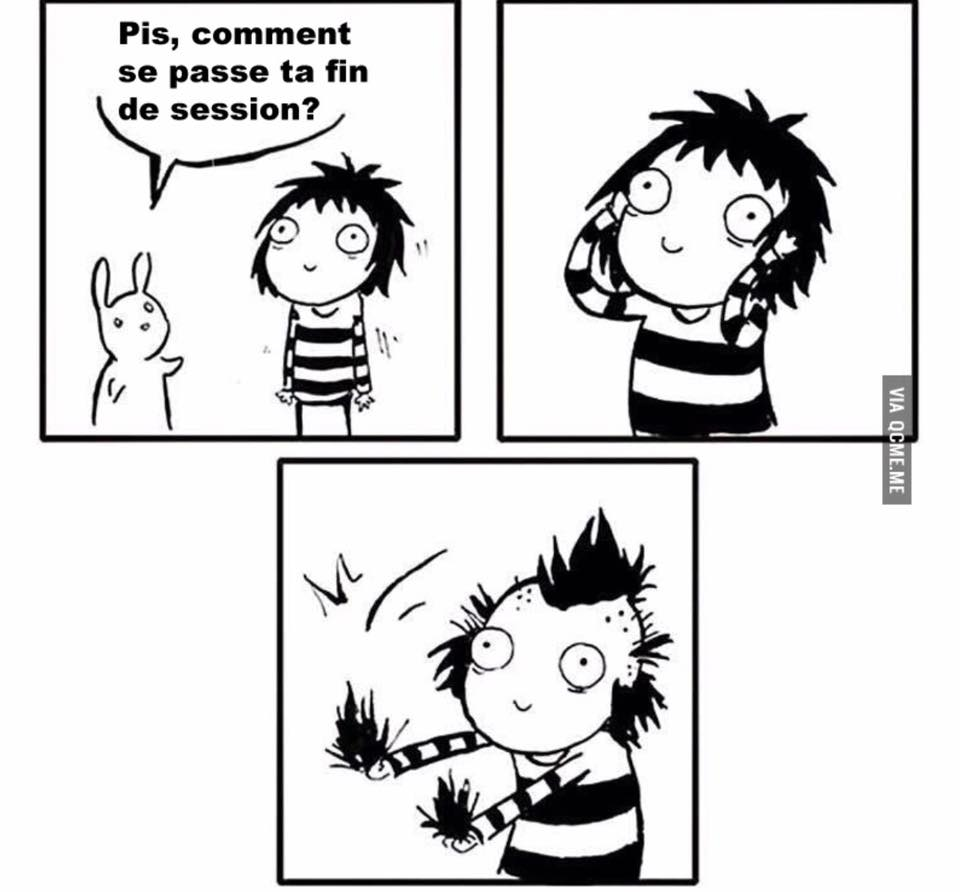 Pis, comment
se passe ta fin
de session?
VIA QCME.ME